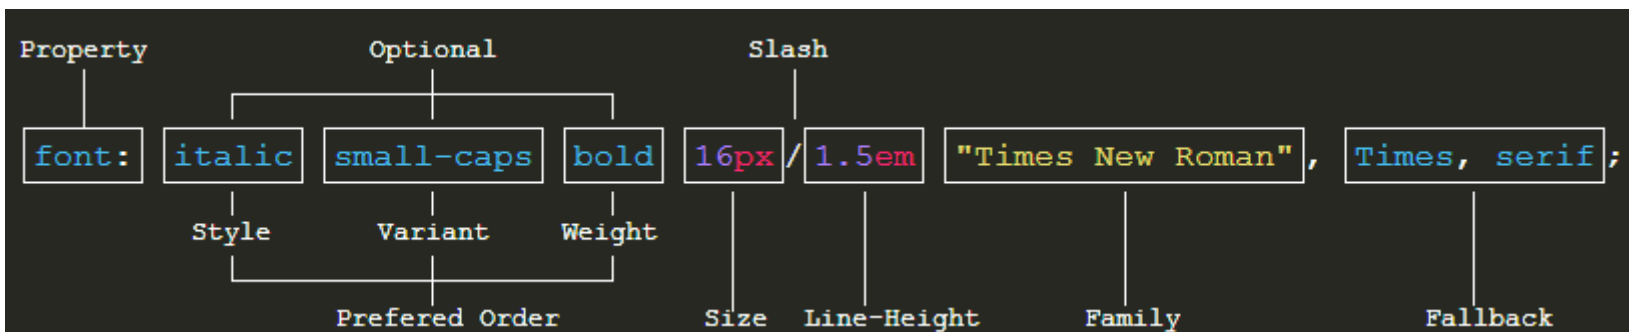 Property Optional Slash
font: italic small-caps bold 16px/1.5em "Times New Roman", Times, serif;
Style Variant Weight
Prefered Order Size Line-Height Family Fallback